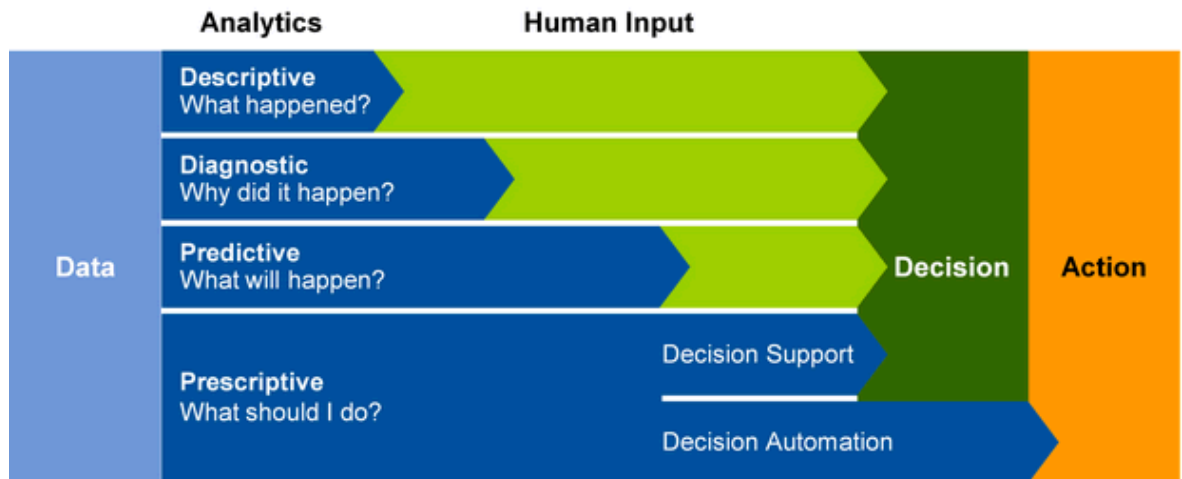 Analytics
Human Input
Descriptive
What happened?
Diagnostic
Why did it happen?
Predictive
What will happen?
Data
Decision
Action
Decision Support
Prescriptive
What should I do?
Decision Automation